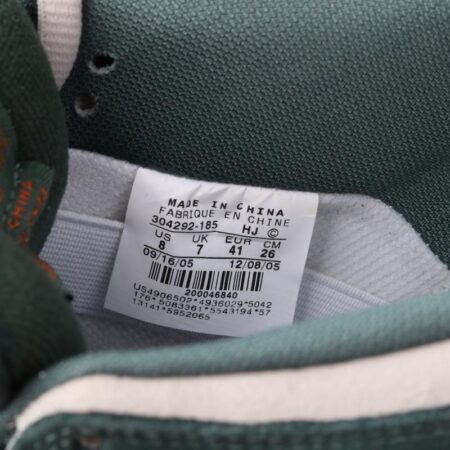 MADE IN CHINA
FABRIQUE EN CHINE
304292-185 HJ ©
US UK EUR CM
8 7 41 26
09/16/05 12/08/05
200046840
US4906502*4936029*5042
176*5083361*5543194*57
13141*5952065
CHINA